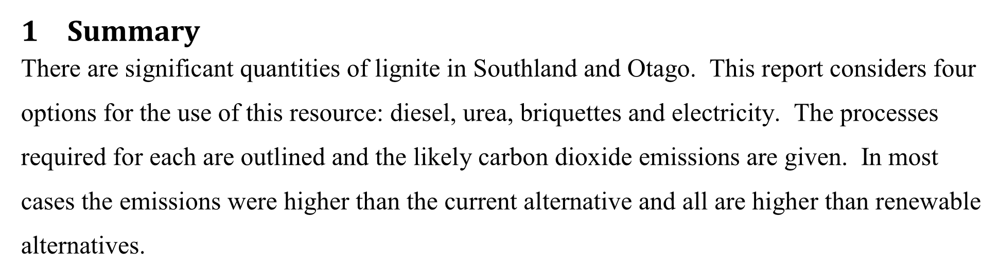 1 Summary
There are significant quantities of lignite in Southland and Otago.  This report considers four
options for the use of this resource: diesel, urea, briquettes and electricity.  The processes
required for each are outlined and the likely carbon dioxide emissions are given.  In most
cases the emissions were higher than the current alternative and all are higher than renewable
alternatives.